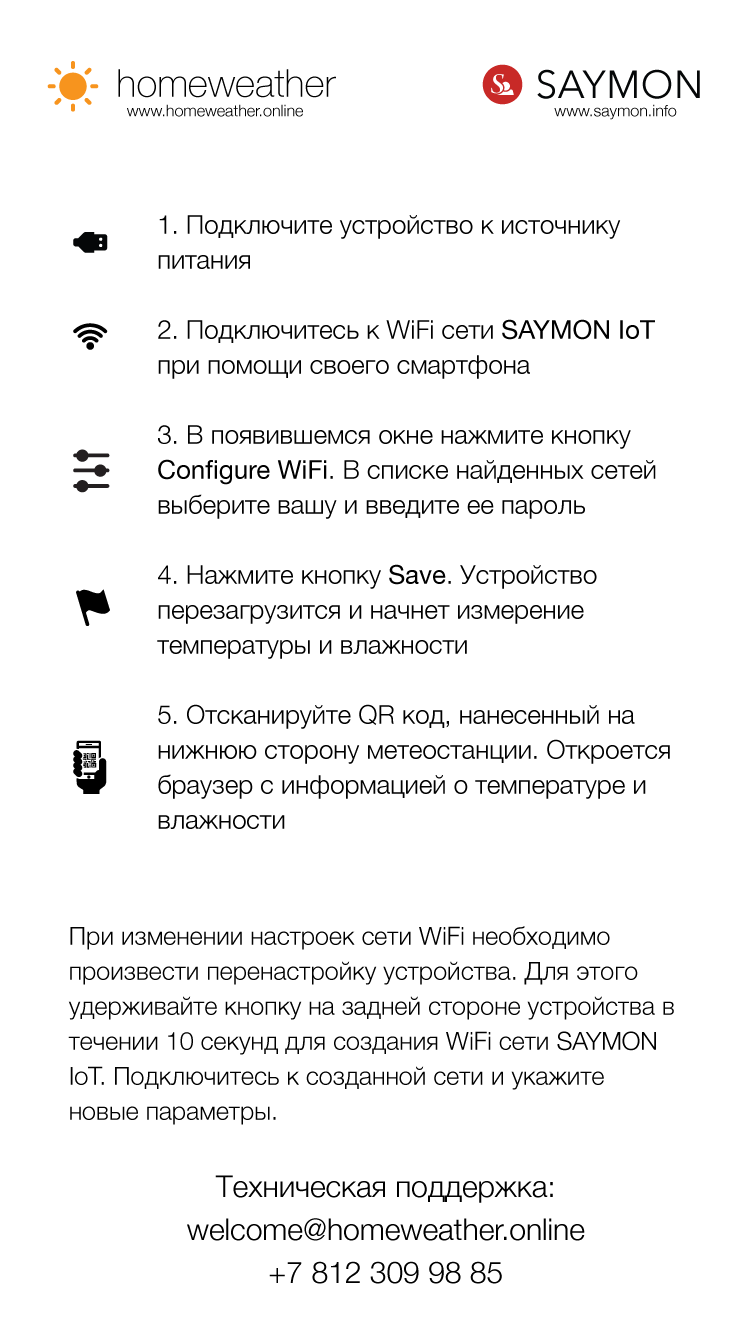 homeweather
www.homeweather.online
SAYMON
www.saymon.info
1. Подключите устройство к источнику
питания
2. Подключитесь к WiFi сети SAYMON IoT
при помощи своего смартфона
3. В появившемся окне нажмите кнопку
Configure WiFi. В списке найденных сетей
выберите вашу и введите ее пароль
4. Нажмите кнопку Save. Устройство
перезагрузится и начнет измерение
температуры и влажности
5. Отсканируйте QR код, нанесенный на
нижнюю сторону метеостанции. Откроется
браузер с информацией о температуре и
влажности
При изменении настроек сети WiFi необходимо
произвести перенастройку устройства. Для этого
удерживайте кнопку на задней стороне устройства в
течении 10 секунд для создания WiFi сети SAYMON
IoT. Подключитесь к созданной сети и укажите
новые параметры.
Техническая поддержка:
welcome@homeweather.online
+7 812 309 98 85